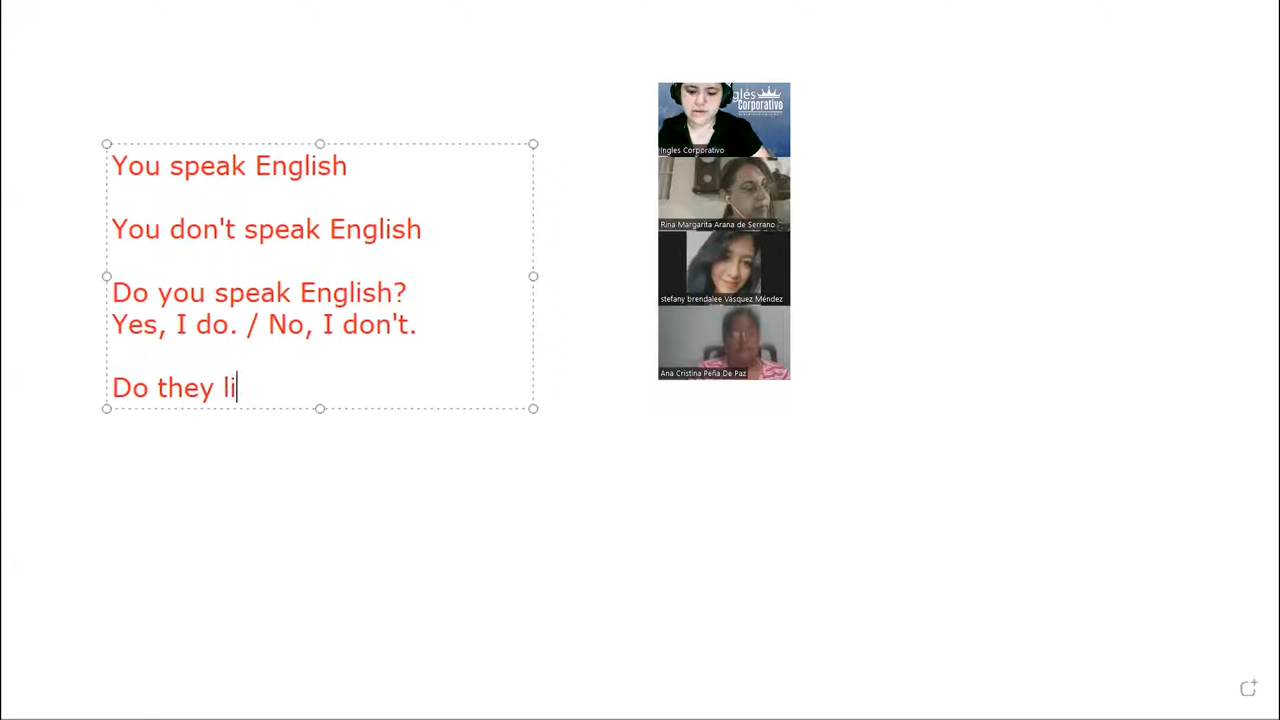 You speak English
You don't speak English
Do you speak English?
Yes, I do. / No, I don't.
Do they li
glés
Corporativo
Ingles Corporativo
Rina Margarita Arana de Serrano
stefany brendalee Vásquez Méndez
Ana Cristina Peña De Paz